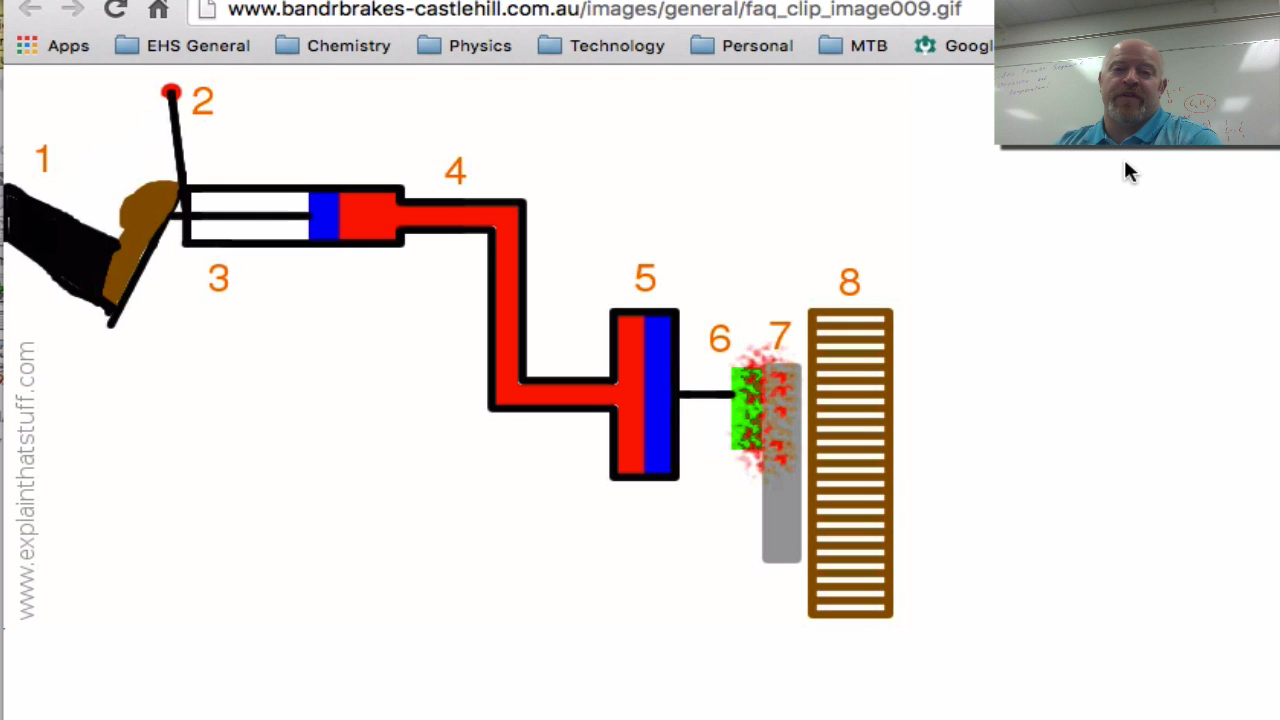 www.bandrbrakes-castlehill.com.au/images/general/faq_clip_image009.gif
Apps EHS General Chemistry Physics Technology Personal MTB Googl
2
1
4
3
5
8
6
7
www.explainthatstuff.com